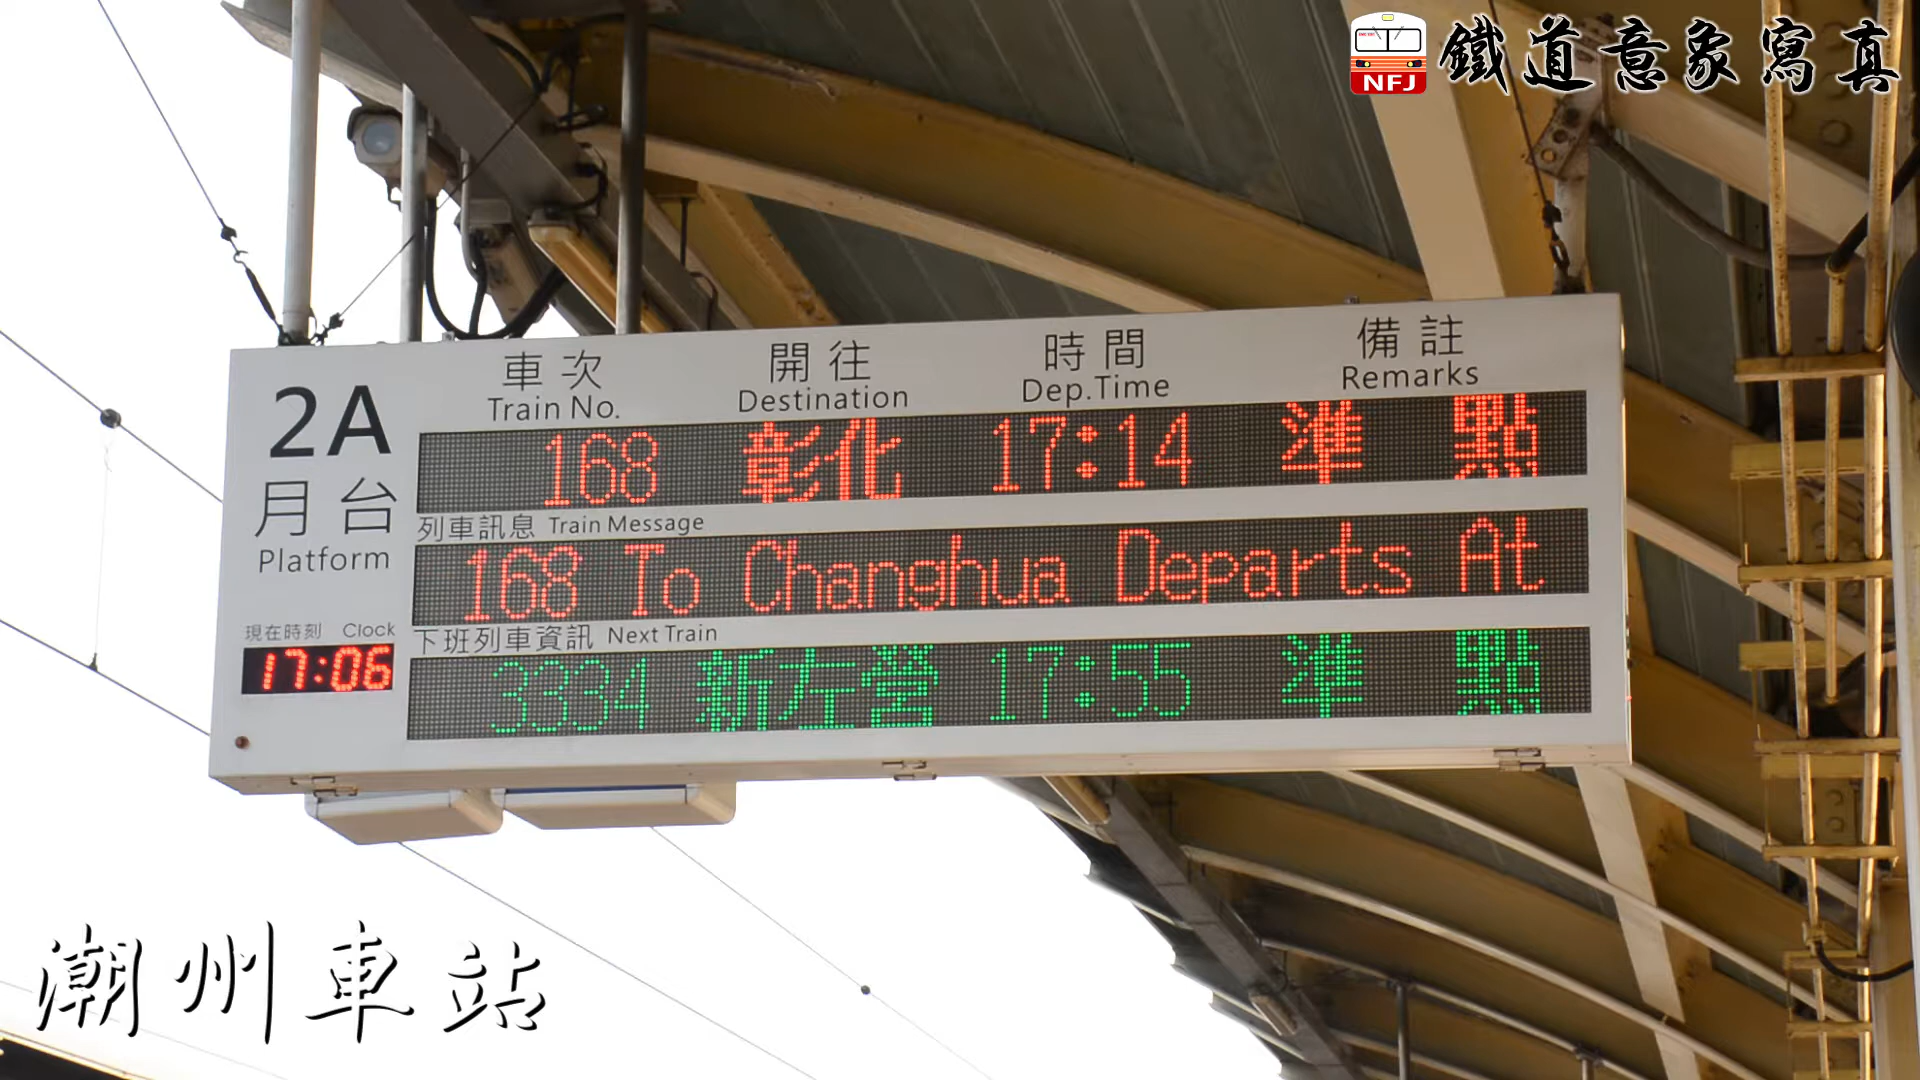 NFJ 鐵道意象寫真
2A
月台
Platform
現在時刻 Clock
17:06
車次 開往 時間 備註
Train No. Destination Dep.Time Remarks
168 彰化 17:14 準點
列車訊息 Train Message
168 To Changhua Departs At
下班列車資訊 Next Train
3334 新左營 17:55 準點
潮州車站